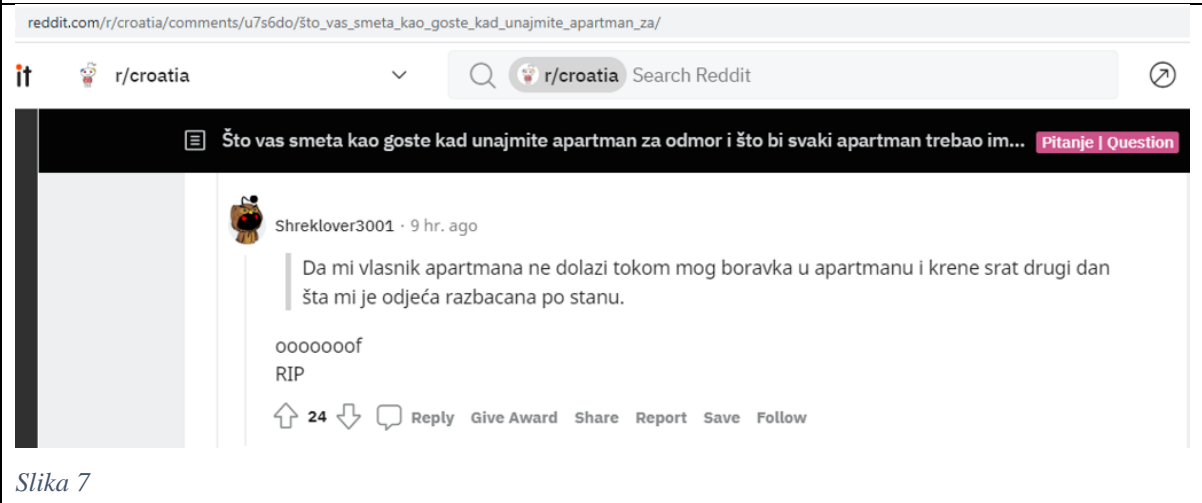 reddit.com/r/croatia/comments/u7s6do/što_vas_smeta_kao_goste_kad_unajmite_apartman_za/
it r/croatia r/croatia Search Reddit
Što vas smeta kao goste kad unajmite apartman za odmor i što bi svaki apartman trebao im... Pitanje | Question
Shreklover3001 · 9 hr. ago
Da mi vlasnik apartmana ne dolazi tokom mog boravka u apartmanu i krene srat drugi dan
šta mi je odjeća razbacana po stanu.
ooooooof
RIP
24 Reply Give Award Share Report Save Follow
Slika 7